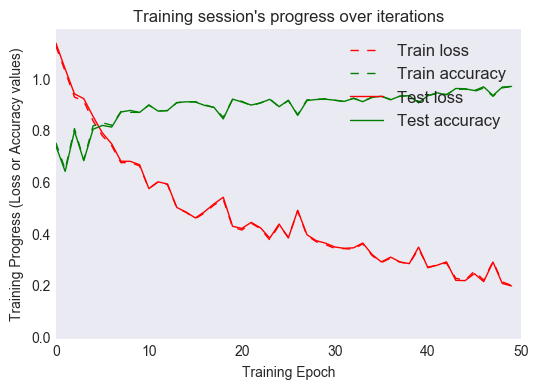 Training session's progress over iterations
Train loss
Train accuracy
Test loss
Test accuracy
Training Progress (Loss or Accuracy values)
1.0
0.8
0.6
0.4
0.2
0.0
0 10 20 30 40 50
Training Epoch